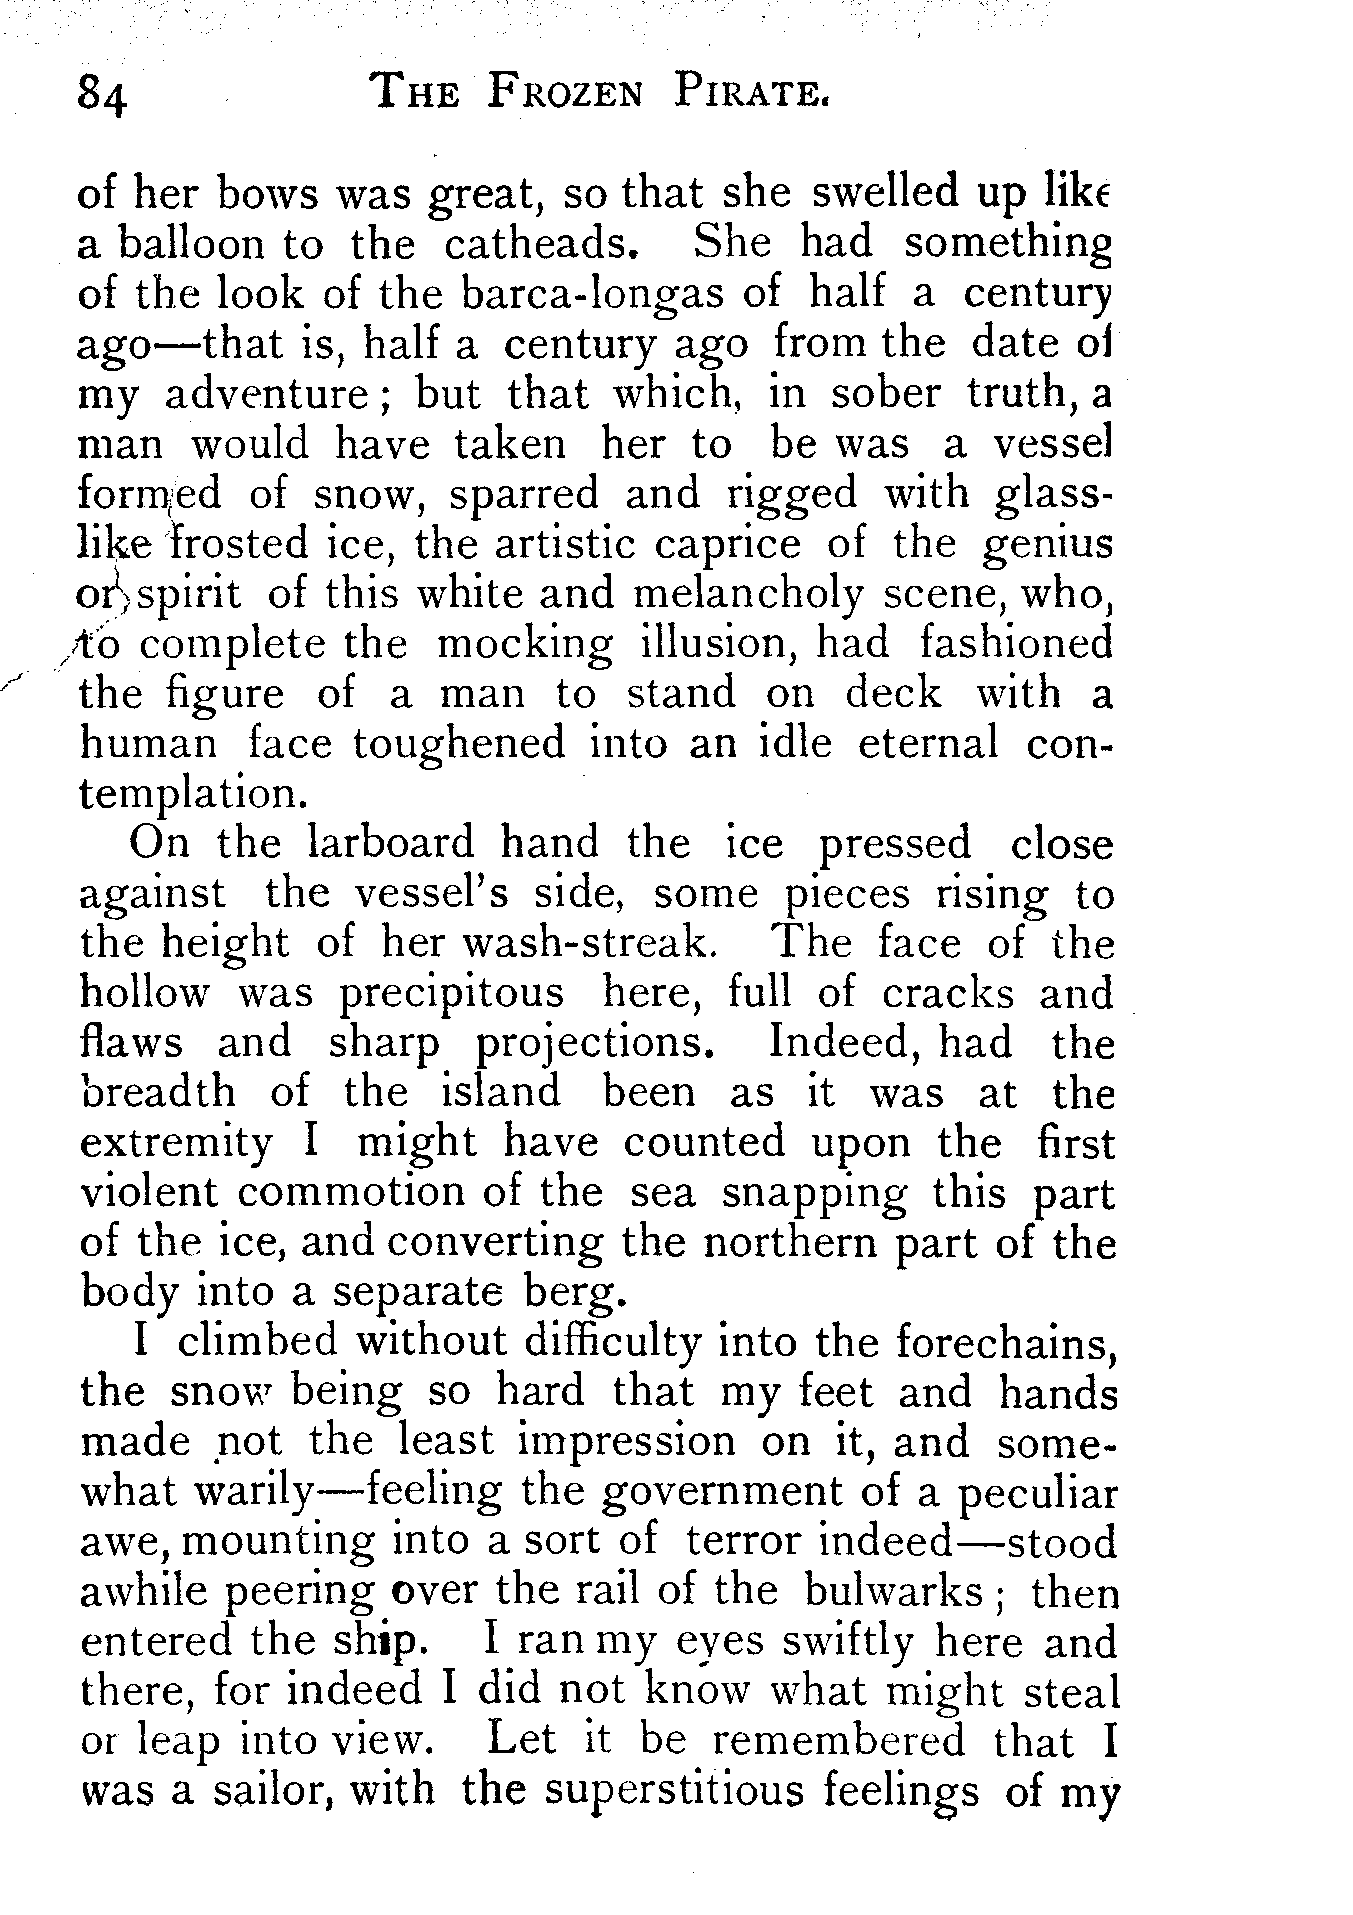 84 THE FROZEN PIRATE.
of her bows was great, so that she swelled up like
a balloon to the catheads. She had something
of the look of the barca-longas of half a century
ago—that is, half a century ago from the date of
my adventure; but that which, in sober truth, a
man would have taken her to be was a vessel
formed of snow, sparred and rigged with glass-
like frosted ice, the artistic caprice of the genius
or spirit of this white and melancholy scene, who,
to complete the mocking illusion, had fashioned
the figure of a man to stand on deck with a
human face toughened into an idle eternal con-
templation.
On the larboard hand the ice pressed close
against the vessel's side, some pieces rising to
the height of her wash-streak. The face of the
hollow was precipitous here, full of cracks and
flaws and sharp projections. Indeed, had the
breadth of the island been as it was at the
extremity I might have counted upon the first
violent commotion of the sea snapping this part
of the ice, and converting the northern part of the
body into a separate berg.
I climbed without difficulty into the forechains,
the snow being so hard that my feet and hands
made not the least impression on it, and some-
what warily—feeling the government of a peculiar
awe, mounting into a sort of terror indeed—stood
awhile peering over the rail of the bulwarks; then
entered the ship. I ran my eyes swiftly here and
there, for indeed I did not know what might steal
or leap into view. Let it be remembered that I
was a sailor, with the superstitious feelings of my